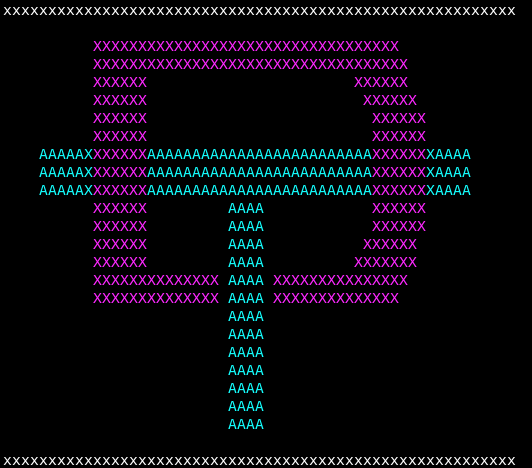 xxxxxxxxxxxxxxxxxxxxxxxxxxxxxxxxxxxxxxxxxxxxxxxxxxxxxxxxx
          XXXXXXXXXXXXXXXXXXXXXXXXXXXXXXXXXX
          XXXXXXXXXXXXXXXXXXXXXXXXXXXXXXXXXXX
          XXXXXX                       XXXXXX
          XXXXXX                        XXXXXX
          XXXXXX                         XXXXXX
          XXXXXX                         XXXXXX
    AAAAAXXXXXXXAAAAAAAAAAAAAAAAAAAAAAAAAXXXXXXXAAAA
    AAAAAXXXXXXXAAAAAAAAAAAAAAAAAAAAAAAAAXXXXXXXAAAA
    AAAAAXXXXXXXAAAAAAAAAAAAAAAAAAAAAAAAAXXXXXXXAAAA
          XXXXXX         AAAA            XXXXXX
          XXXXXX         AAAA            XXXXXX
          XXXXXX         AAAA           XXXXXX
          XXXXXX         AAAA          XXXXXXX
          XXXXXXXXXXXXXX AAAA XXXXXXXXXXXXXXX
          XXXXXXXXXXXXXX AAAA XXXXXXXXXXXXXX
                         AAAA
                         AAAA
                         AAAA
                         AAAA
                         AAAA
                         AAAA
                         AAAA
xxxxxxxxxxxxxxxxxxxxxxxxxxxxxxxxxxxxxxxxxxxxxxxxxxxxxxxxx